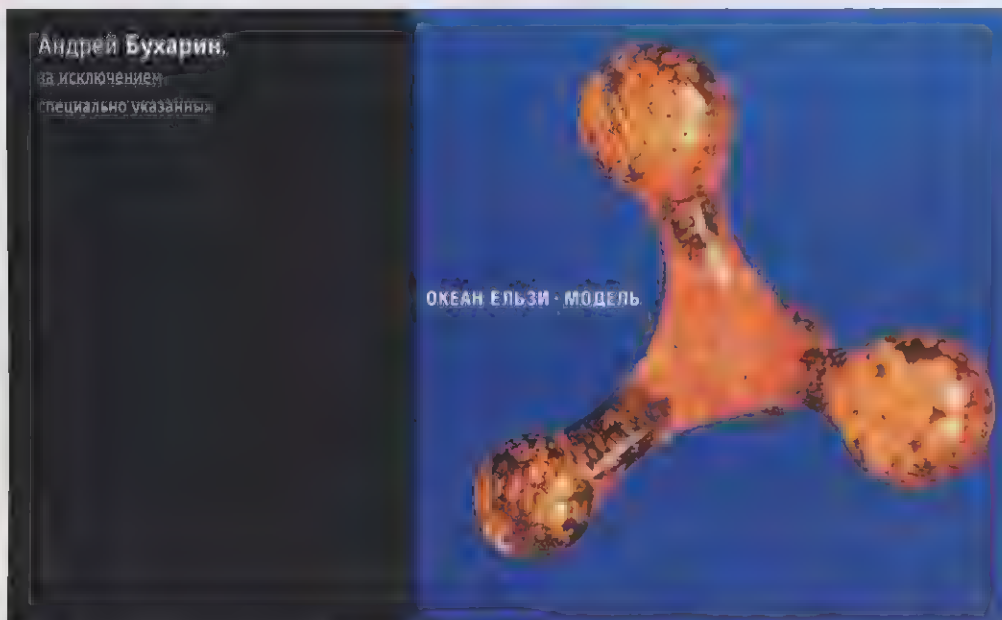 Андрей Бухарин,
за исключением
специально указанных
ОКЕАН ЕЛЬЗИ · МОДЕЛЬ